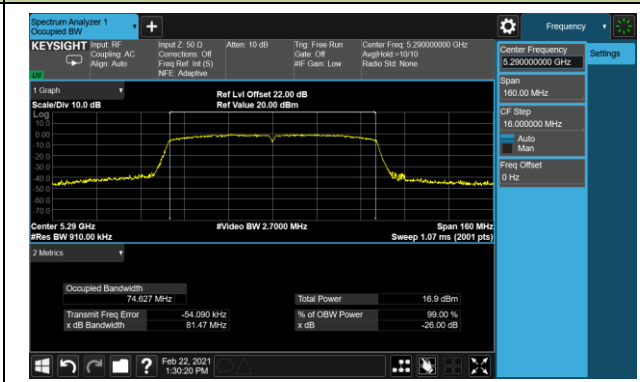 Spectrum Analyzer 1
Occupied BW
+
Frequency
KEYSIGHT
Input: RF
Coupling: AC
Align: Auto
Input Z: 50 Ω
Corrections: Off
Freq Ref: Int (S)
NFE: Adaptive
Atten: 10 dB
Trig: Free Run
Gate: Off
#IF Gain: Low
Center Freq: 5.290000000 GHz
Avg|Hold:>10/10
Radio Std: None
Center Frequency
5.290000000 GHz
Settings
Span
160.00 MHz
CF Step
16.000000 MHz
Auto
Man
Freq Offset
0 Hz
1 Graph
Scale/Div 10.0 dB
Ref Lvl Offset 22.00 dB
Ref Value 20.00 dBm
Log
10.0
0.00
-10.0
-20.0
-30.0
-40.0
-50.0
-60.0
-70.0
Center 5.29 GHz
#Res BW 910.00 kHz
#Video BW 2.7000 MHz
Span 160 MHz
Sweep 1.07 ms (2001 pts)
2 Metrics
Occupied Bandwidth
74.627 MHz
Transmit Freq Error
-54.090 kHz
x dB Bandwidth
81.47 MHz
Total Power
16.9 dBm
% of OBW Power
99.00 %
x dB
-26.00 dB
?
Feb 22, 2021
1:30:20 PM